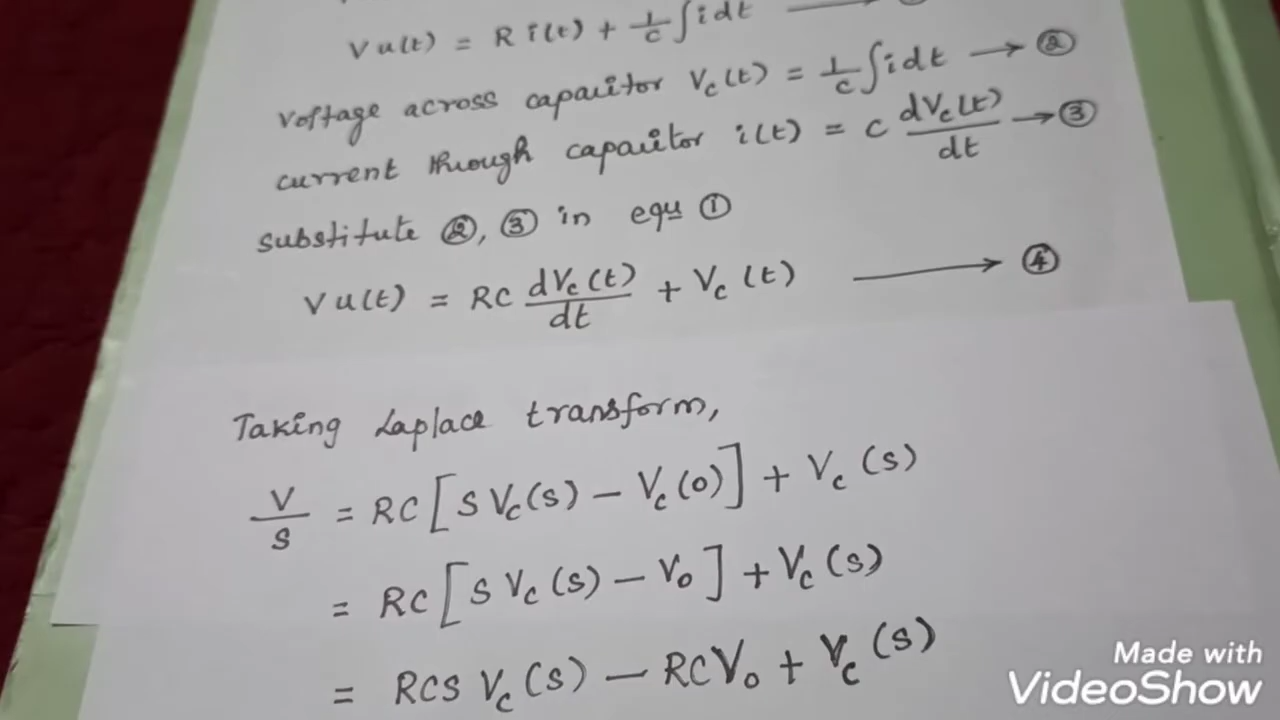 V u(t) = R i(t) + 1/C ∫ i dt
Voltage across capacitor Vc(t) = 1/C ∫ i dt → ②
current through capacitor i(t) = C dVc(t)/dt → ③
substitute ②, ③ in equ ①
V u(t) = RC dVc(t)/dt + Vc (t) → ④
Taking Laplace transform,
V/S = RC [S Vc(s) − Vc(0)] + Vc (s)
= RC [S Vc (s) − V₀] + Vc (s)
= RCS Vc (s) − RCV₀ + Vc (s)
Made with
VideoShow